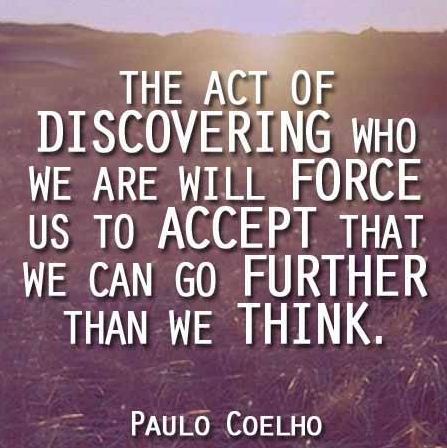 THE ACT OF
DISCOVERING WHO
WE ARE WILL FORCE
US TO ACCEPT THAT
WE CAN GO FURTHER
THAN WE THINK.
PAULO COELHO